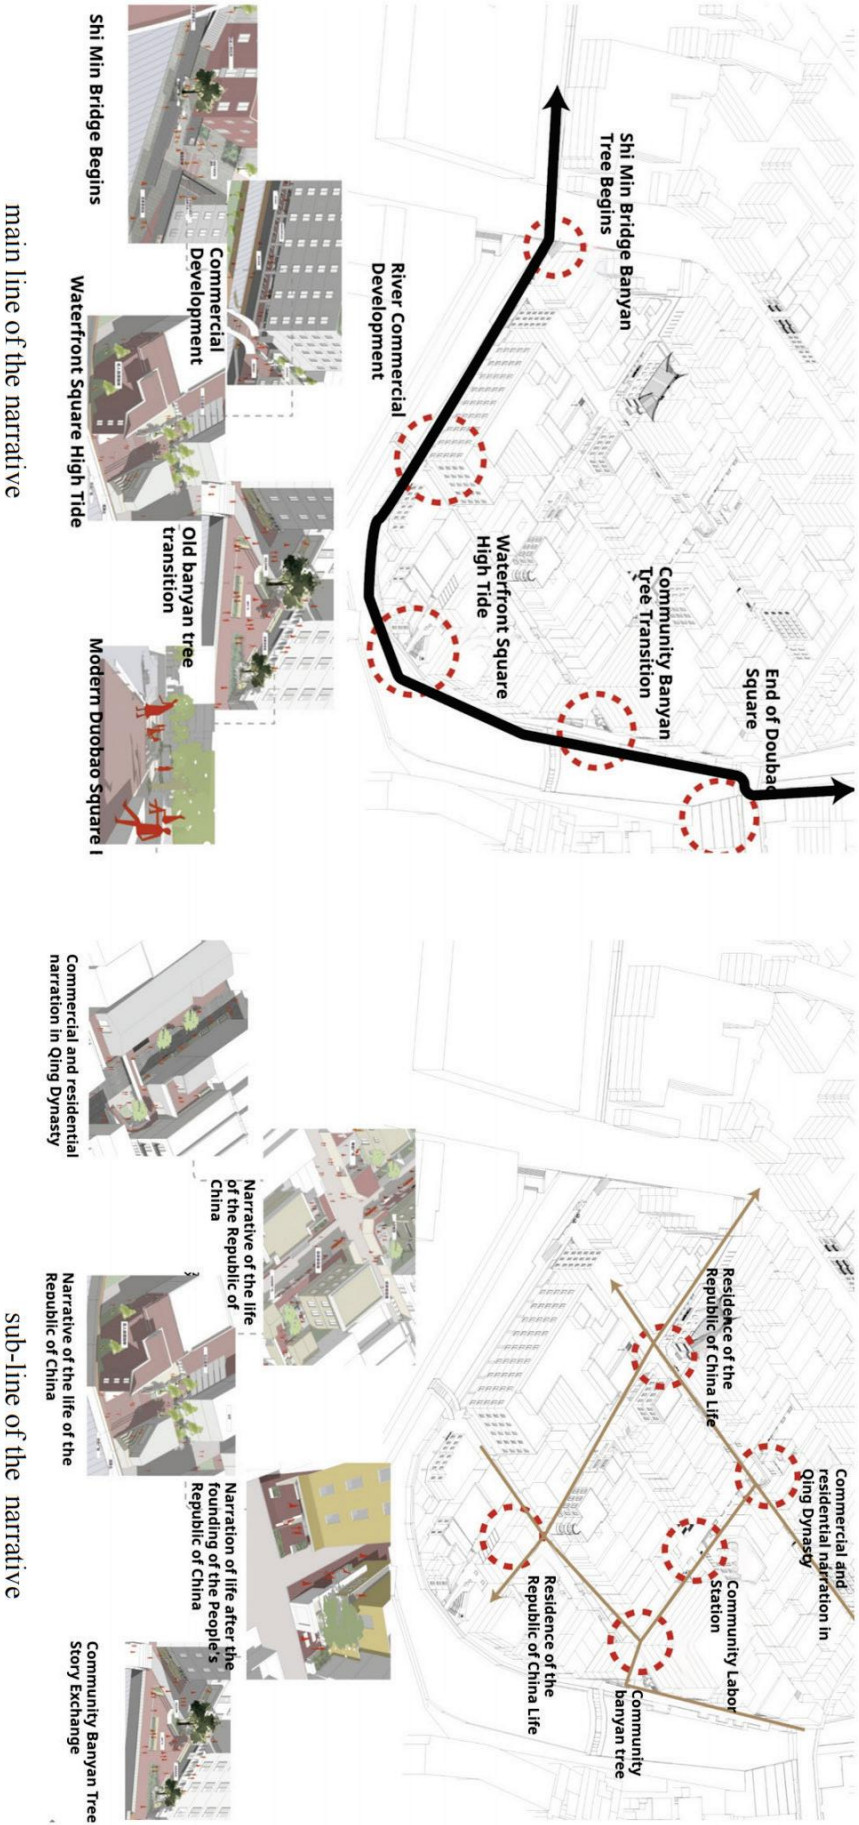 Shi Min Bridge Banyan
Tree Begins
River Commercial
Development
Waterfront Square
High Tide
Community Banyan
Tree Transition
End of Doubao
Square
Shi Min Bridge Begins
Commercial
Development
Waterfront Square High Tide
Old banyan tree
transition
Modern Duobao Square
main line of the narrative
Commercial and
residential narration in
Qing Dynasty
Residence of the
Republic of China Life
Community Labor
Station
Residence of the
Republic of China Life
Community
banyan tree
Commercial and residential
narration in Qing Dynasty
Narrative of the life
of the Republic of
China
Narrative of the life of the
Republic of China
Narration of life after the
founding of the People's
Republic of China
Community Banyan Tree
Story Exchange
sub-line of the narrative